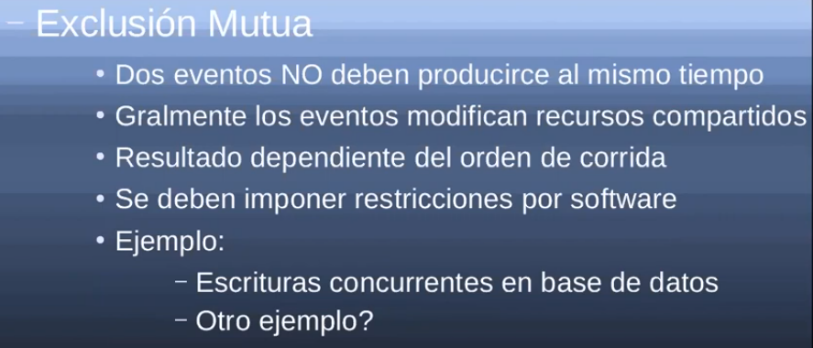 – Exclusión Mutua
• Dos eventos NO deben producirce al mismo tiempo
• Gralmente los eventos modifican recursos compartidos
• Resultado dependiente del orden de corrida
• Se deben imponer restricciones por software
• Ejemplo:
– Escrituras concurrentes en base de datos
– Otro ejemplo?